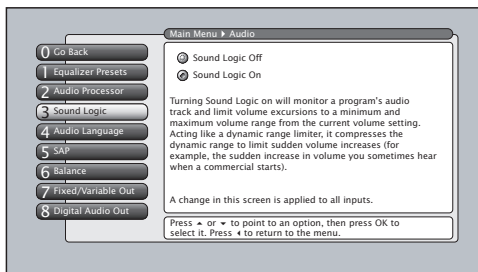 Main Menu ▸ Audio
0 Go Back
1 Equalizer Presets
2 Audio Processor
3 Sound Logic
4 Audio Language
5 SAP
6 Balance
7 Fixed/Variable Out
8 Digital Audio Out
Sound Logic Off
Sound Logic On
Turning Sound Logic on will monitor a program's audio
track and limit volume excursions to a minimum and
maximum volume range from the current volume setting.
Acting like a dynamic range limiter, it compresses the
dynamic range to limit sudden volume increases (for
example, the sudden increase in volume you sometimes hear
when a commercial starts).
A change in this screen is applied to all inputs.
Press ▲ or ▼ to point to an option, then press OK to
select it. Press ◂ to return to the menu.